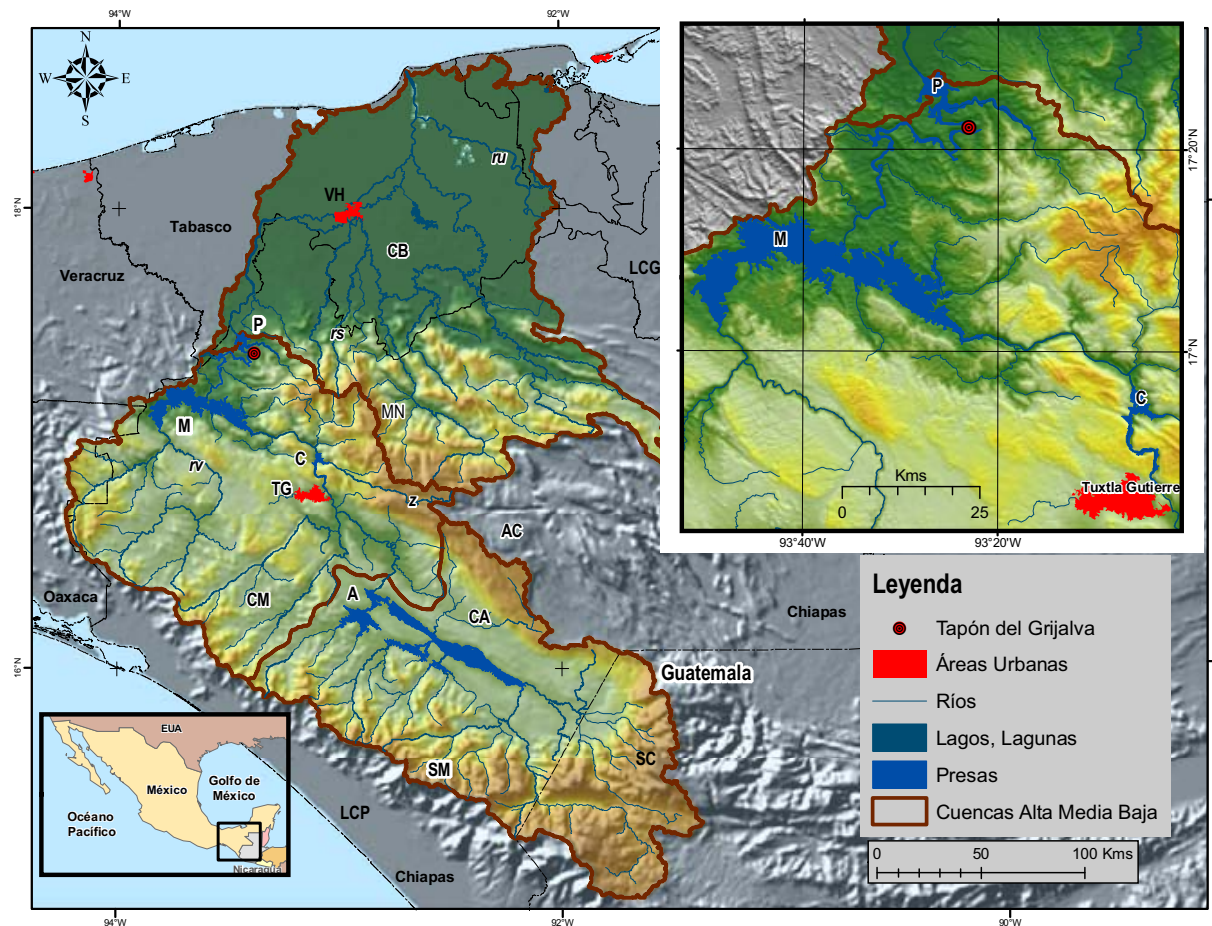 94°W
92°W
N
W
E
S
18°N
16°N
ru
VH
Tabasco
CB
Veracruz
LCG
P
rs
MN
M
rv
C
TG
z
AC
Oaxaca
CM
A
CA
Chiapas
Guatemala
SM
SC
LCP
Chiapas
94°W
92°W
90°W
P
17°20'N
M
17°N
C
Kms
0
25
Tuxtla Gutierre
93°40'W
93°20'W
EUA
México
Golfo de
México
Océano
Pacífico
Nicaragua
Leyenda
Tapón del Grijalva
Áreas Urbanas
Ríos
Lagos, Lagunas
Presas
Cuencas Alta Media Baja
0
50
100 Kms